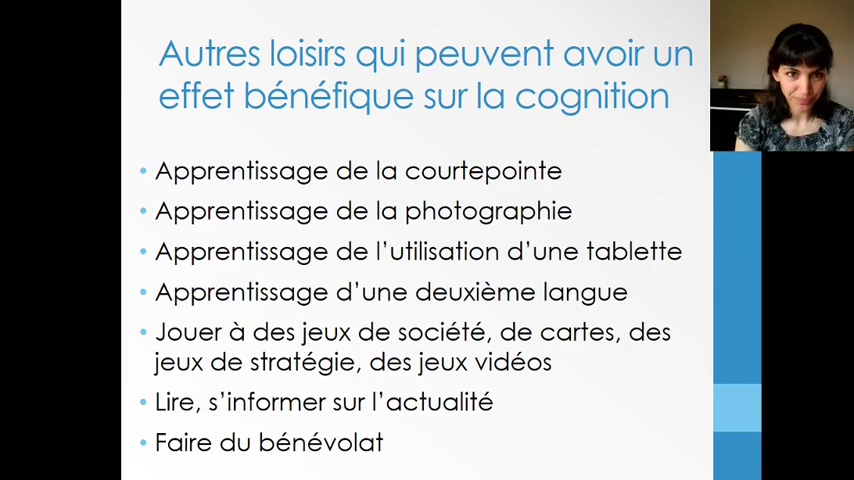 Autres loisirs qui peuvent avoir un
effet bénéfique sur la cognition
• Apprentissage de la courtepointe
• Apprentissage de la photographie
• Apprentissage de l’utilisation d’une tablette
• Apprentissage d’une deuxième langue
• Jouer à des jeux de société, de cartes, des
jeux de stratégie, des jeux vidéos
• Lire, s’informer sur l’actualité
• Faire du bénévolat